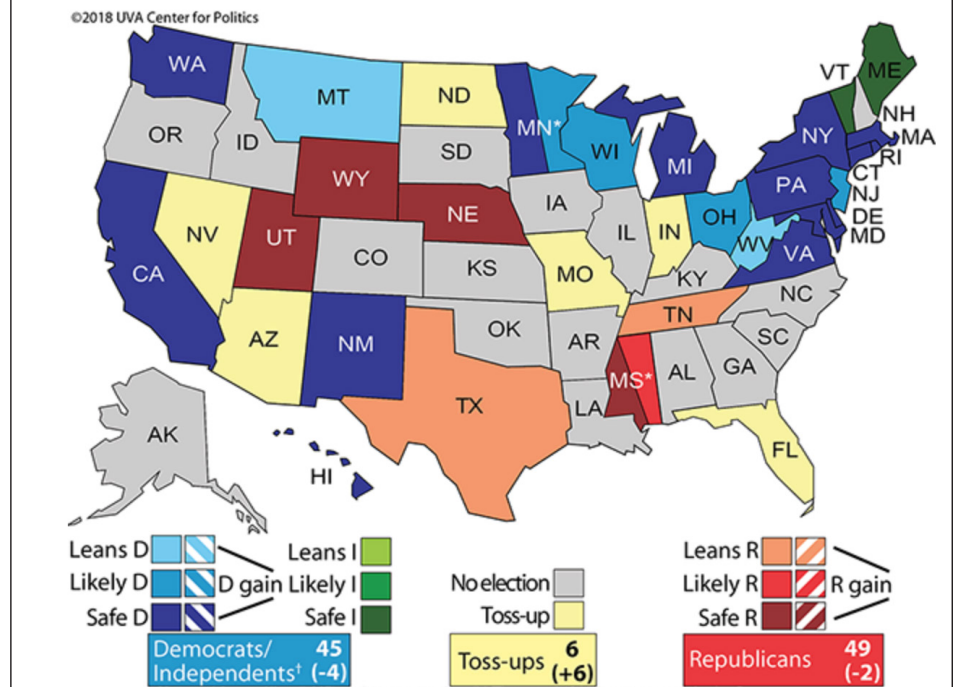 ©2018 UVA Center for Politics
WA
MT
ND
MN*
VT
ME
OR
ID
SD
WI
MI
NY
NH
MA
RI
CT
NJ
DE
MD
WY
NE
IA
IL
IN
OH
PA
WV
VA
NV
UT
CO
KS
MO
KY
NC
CA
AZ
NM
OK
AR
TN
SC
MS*
AL
GA
TX
LA
FL
AK
HI
Leans D
Likely D
Safe D
D gain
Leans I
Likely I
Safe I
No election
Toss-up
Leans R
Likely R
Safe R
R gain
Democrats/
Independents† 45
(-4)
Toss-ups 6
(+6)
Republicans 49
(-2)